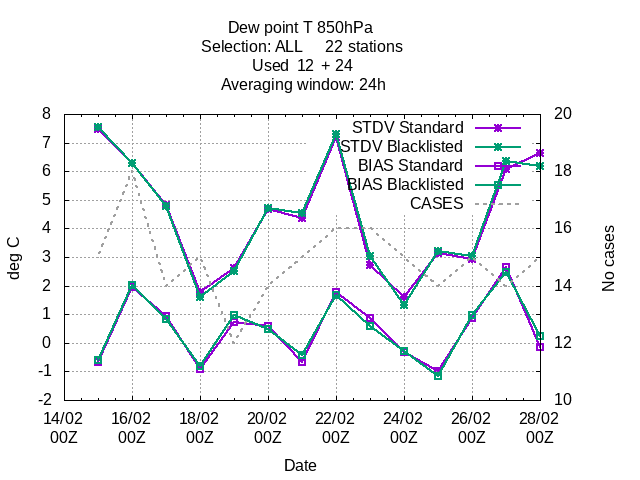 Dew point T 850hPa
Selection: ALL 22 stations
Used 12 + 24
Averaging window: 24h
8 20
STDV Standard
STDV Blacklisted
7
BIAS Standard
6 18
BIAS Blacklisted
CASES
5
4 16
deg C
No cases
3
2 14
1
0 12
-1
-2 10
14/02 16/02 18/02 20/02 22/02 24/02 26/02 28/02
00Z 00Z 00Z 00Z 00Z 00Z 00Z 00Z
Date